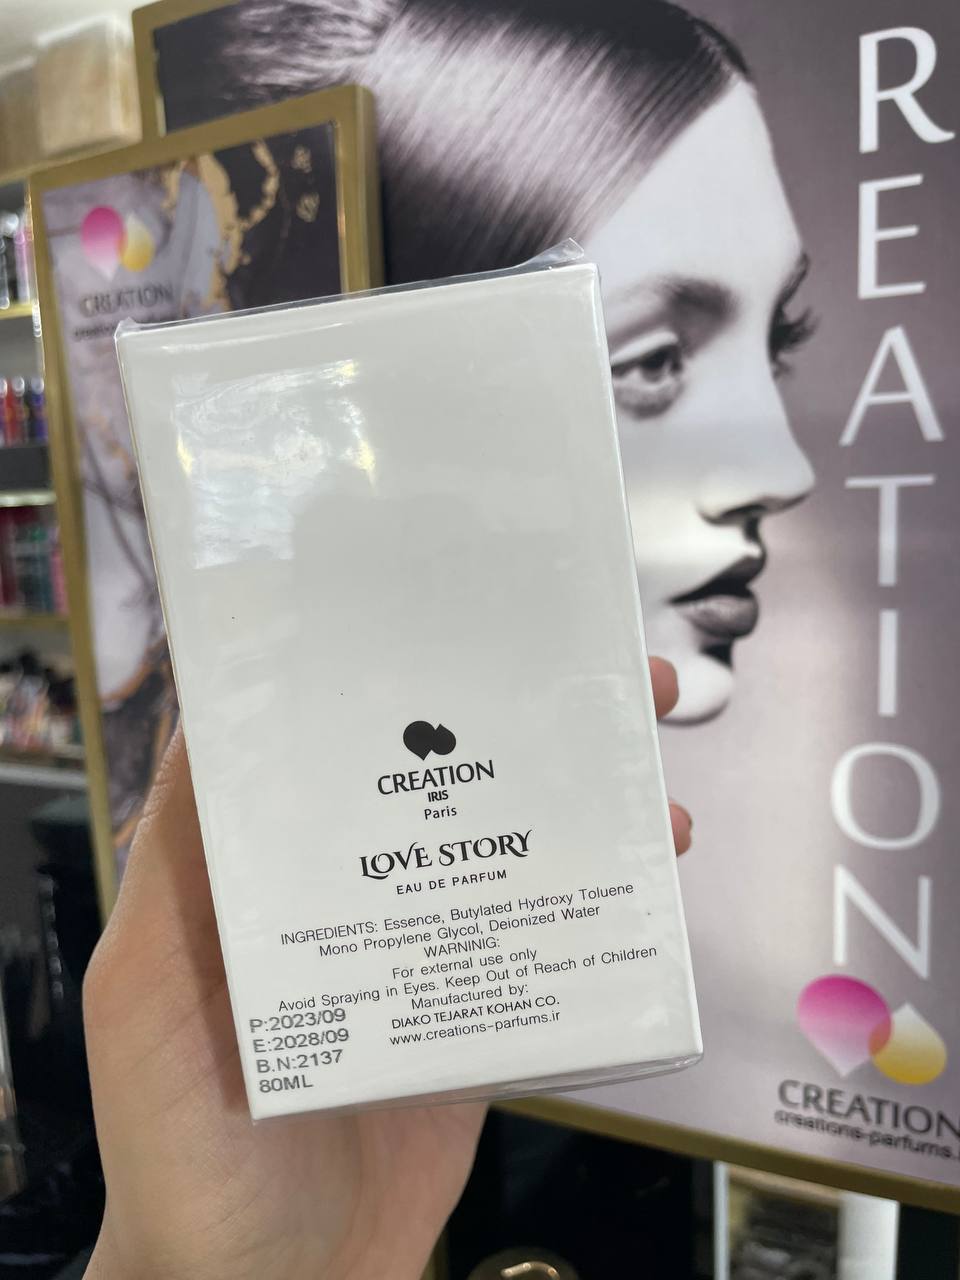 CREATION
REATION
CREATION
IRIS
Paris
LOVE STORY
EAU DE PARFUM
INGREDIENTS: Essence, Butylated Hydroxy Toluene
Mono Propylene Glycol, Deionized Water
WARNINIG:
For external use only
Avoid Spraying in Eyes. Keep Out of Reach of Children
Manufactured by:
DIAKO TEJARAT KOHAN CO.
www.creations-parfums.ir
P:2023/09
E:2028/09
B.N:2137
80ML
CREATION
creations-parfums.